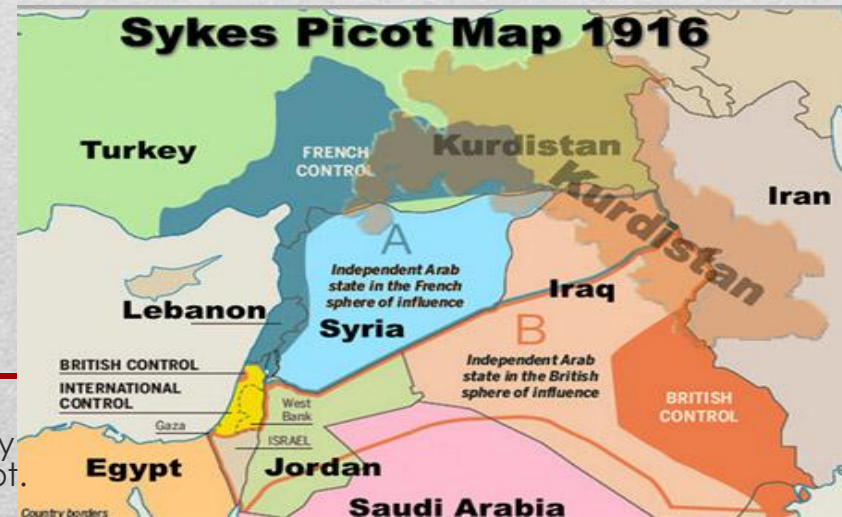 Sykes Picot Map 1916
Turkey
FRENCH
CONTROL
Kurdistan
Kurdistan
Iran
A
Independent Arab
state in the French
sphere of influence
Iraq
Lebanon
Syria
B
Independent Arab
state in the British
sphere of influence
BRITISH CONTROL
INTERNATIONAL
CONTROL
BRITISH
CONTROL
Gaza
West
Bank
ISRAEL
Egypt
Jordan
Saudi Arabia
Country borders